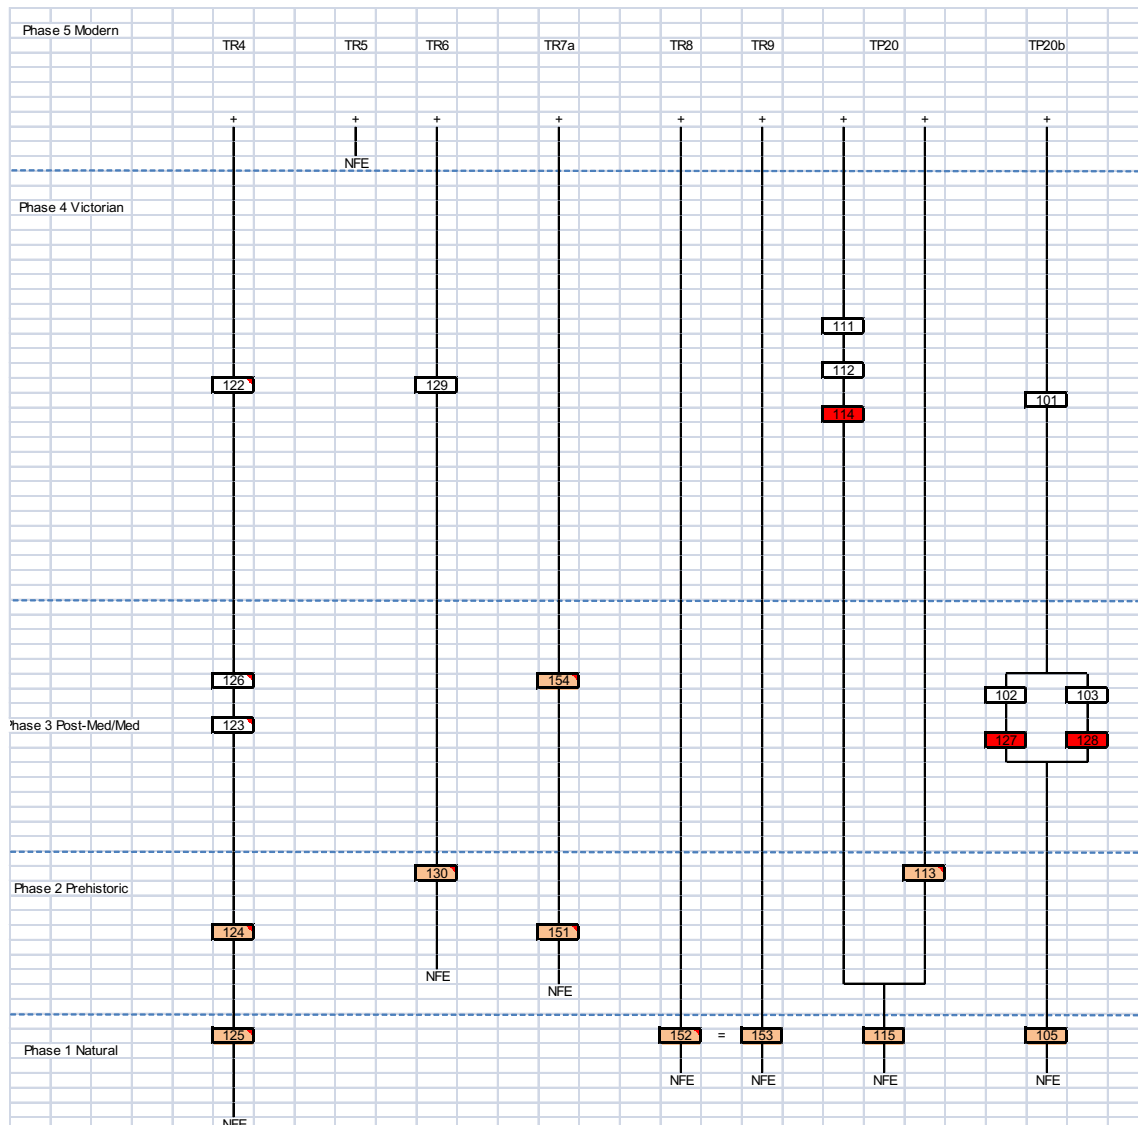 Phase 5 Modern
TR4 TR5 TR6 TR7a TR8 TR9 TP20 TP20b
+ + + + + + + + +
NFE
Phase 4 Victorian
111
112
122 129
101
114
126 154
102 103
123 Phase 3 Post-Med/Med
127 128
130 113
Phase 2 Prehistoric
124 151
NFE
NFE
125 152 = 153 115 105
Phase 1 Natural
NFE NFE NFE NFE
NFE